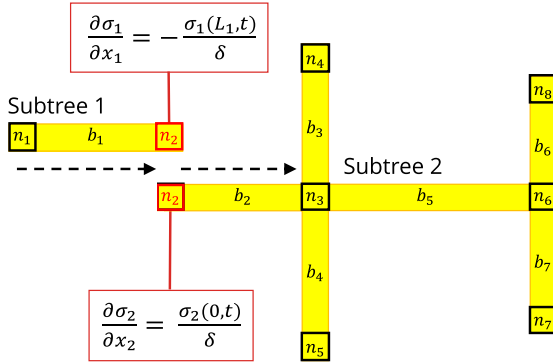 ∂σ₁/∂x₁ = − σ₁(L₁,t)/δ
n₄
n₈
Subtree 1
n₁ b₁ n₂
b₃
b₆
Subtree 2
n₂ b₂ n₃ b₅ n₆
b₄
b₇
∂σ₂/∂x₂ = σ₂(0,t)/δ
n₇
n₅